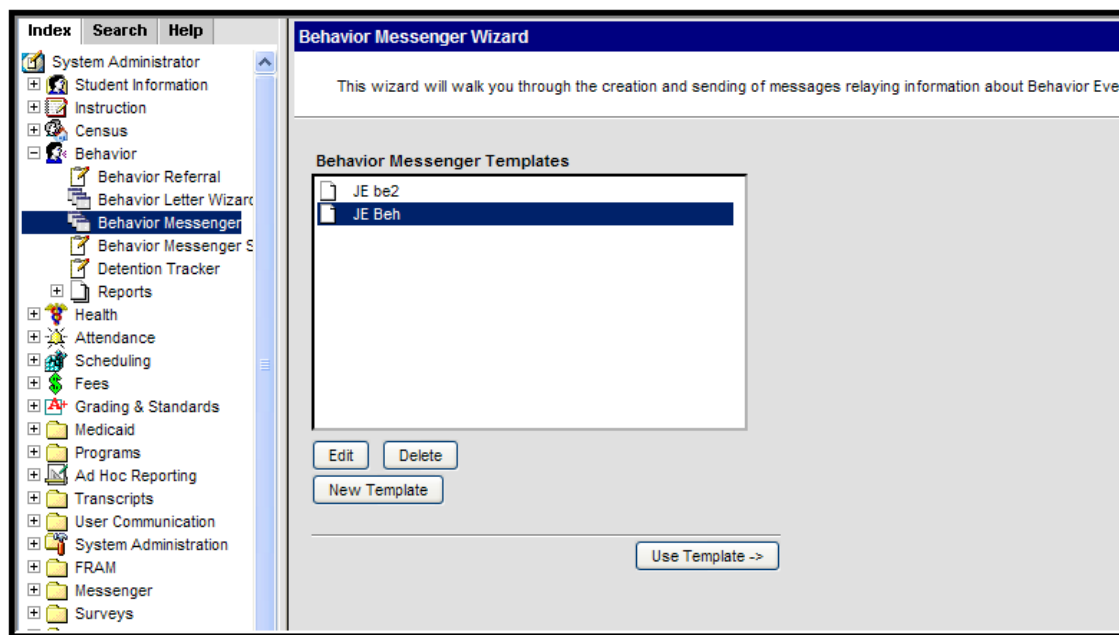 Index Search Help
System Administrator
Student Information
Instruction
Census
Behavior
Behavior Referral
Behavior Letter Wizard
Behavior Messenger
Behavior Messenger S
Detention Tracker
Reports
Health
Attendance
Scheduling
Fees
Grading & Standards
Medicaid
Programs
Ad Hoc Reporting
Transcripts
User Communication
System Administration
FRAM
Messenger
Surveys
Behavior Messenger Wizard
This wizard will walk you through the creation and sending of messages relaying information about Behavior Eve
Behavior Messenger Templates
JE be2
JE Beh
Edit Delete
New Template
Use Template ->